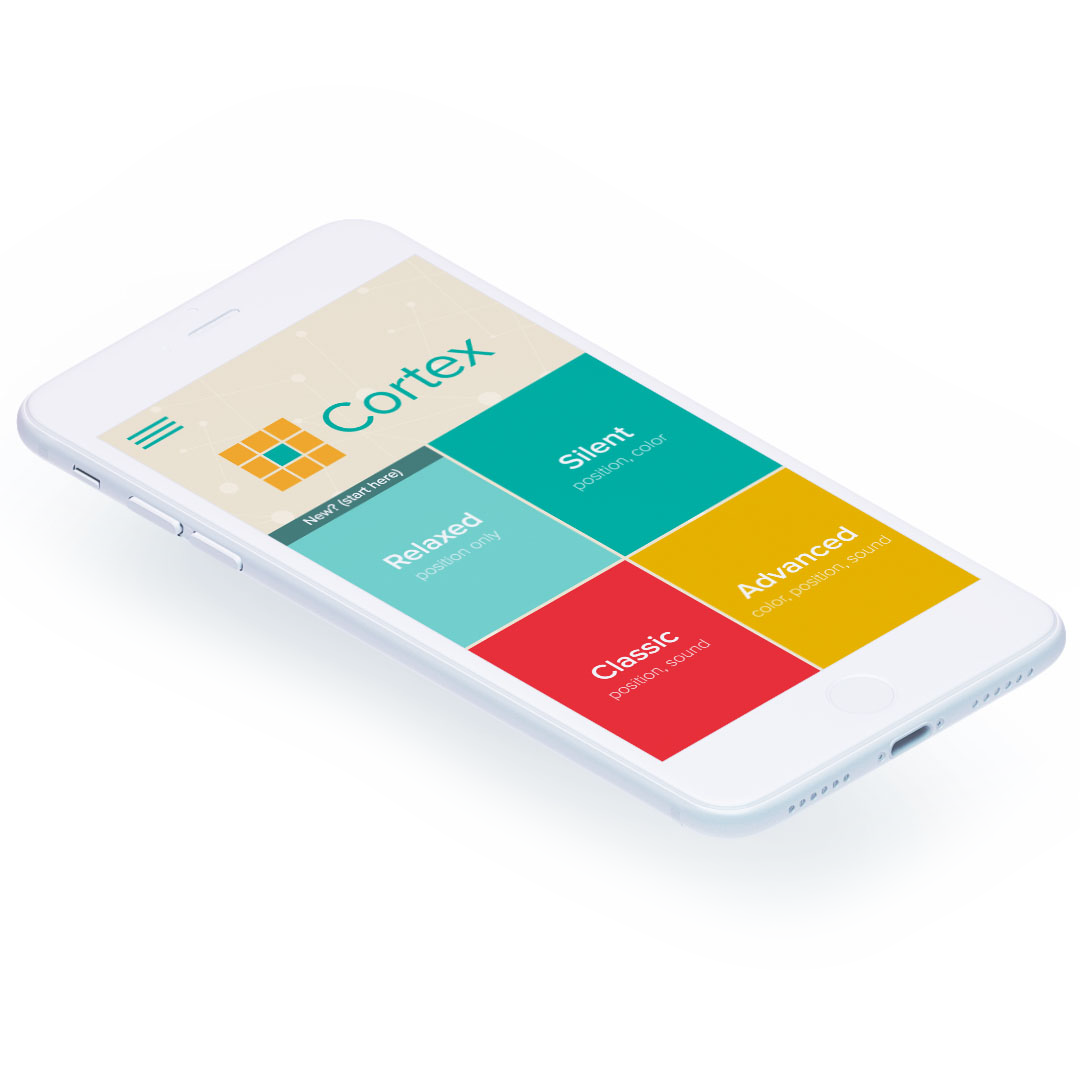 Cortex
New? (start here)
Relaxed
position only
Silent
position, color
Classic
position, sound
Advanced
color, position, sound